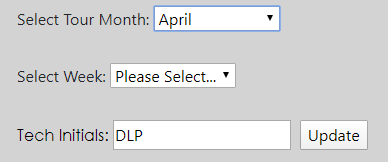 Select Tour Month: April
Select Week: Please Select...
Tech Initials: DLP Update